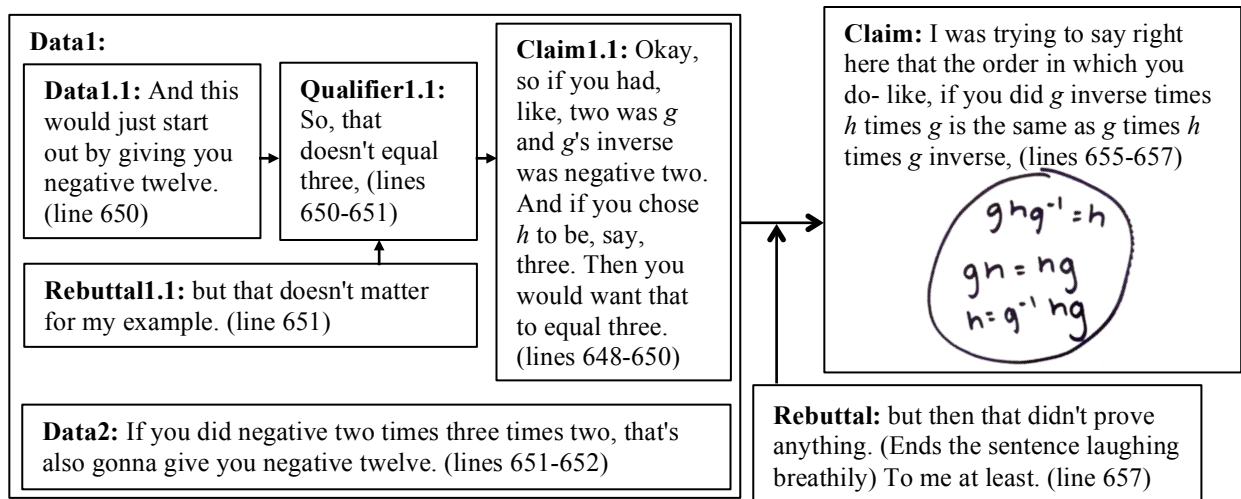 Data1:
Data1.1: And this
would just start
out by giving you
negative twelve.
(line 650)
Qualifier1.1:
So, that
doesn't equal
three, (lines
650-651)
Rebuttal1.1: but that doesn't matter
for my example. (line 651)
Claim1.1: Okay,
so if you had,
like, two was g
and g's inverse
was negative two.
And if you chose
h to be, say,
three. Then you
would want that
to equal three.
(lines 648-650)
Data2: If you did negative two times three times two, that's
also gonna give you negative twelve. (lines 651-652)
Claim: I was trying to say right
here that the order in which you
do- like, if you did g inverse times
h times g is the same as g times h
times g inverse, (lines 655-657)
ghg⁻¹ = h
gh = hg
h = g⁻¹ hg
Rebuttal: but then that didn't prove
anything. (Ends the sentence laughing
breathily) To me at least. (line 657)